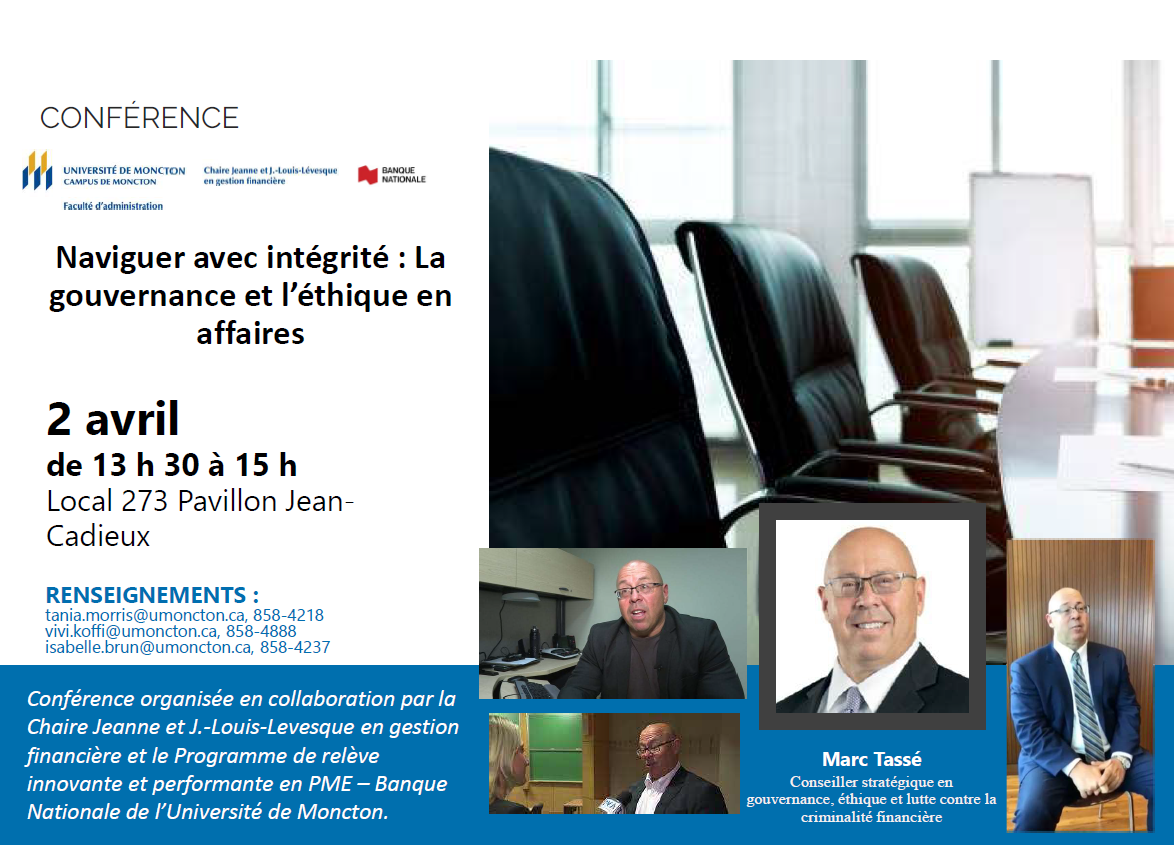 CONFÉRENCE
UNIVERSITÉ DE MONCTON
CAMPUS DE MONCTON
Faculté d'administration
Chaire Jeanne et J.-Louis-Lévesque
en gestion financière
BANQUE
NATIONALE
Naviguer avec intégrité : La
gouvernance et l’éthique en
affaires
2 avril
de 13 h 30 à 15 h
Local 273 Pavillon Jean-
Cadieux
RENSEIGNEMENTS :
tania.morris@umoncton.ca, 858-4218
vivi.koffi@umoncton.ca, 858-4888
isabelle.brun@umoncton.ca, 858-4237
Conférence organisée en collaboration par la
Chaire Jeanne et J.-Louis-Levesque en gestion
financière et le Programme de relève
innovante et performante en PME – Banque
Nationale de l’Université de Moncton.
Marc Tassé
Conseiller stratégique en
gouvernance, éthique et lutte contre la
criminalité financière